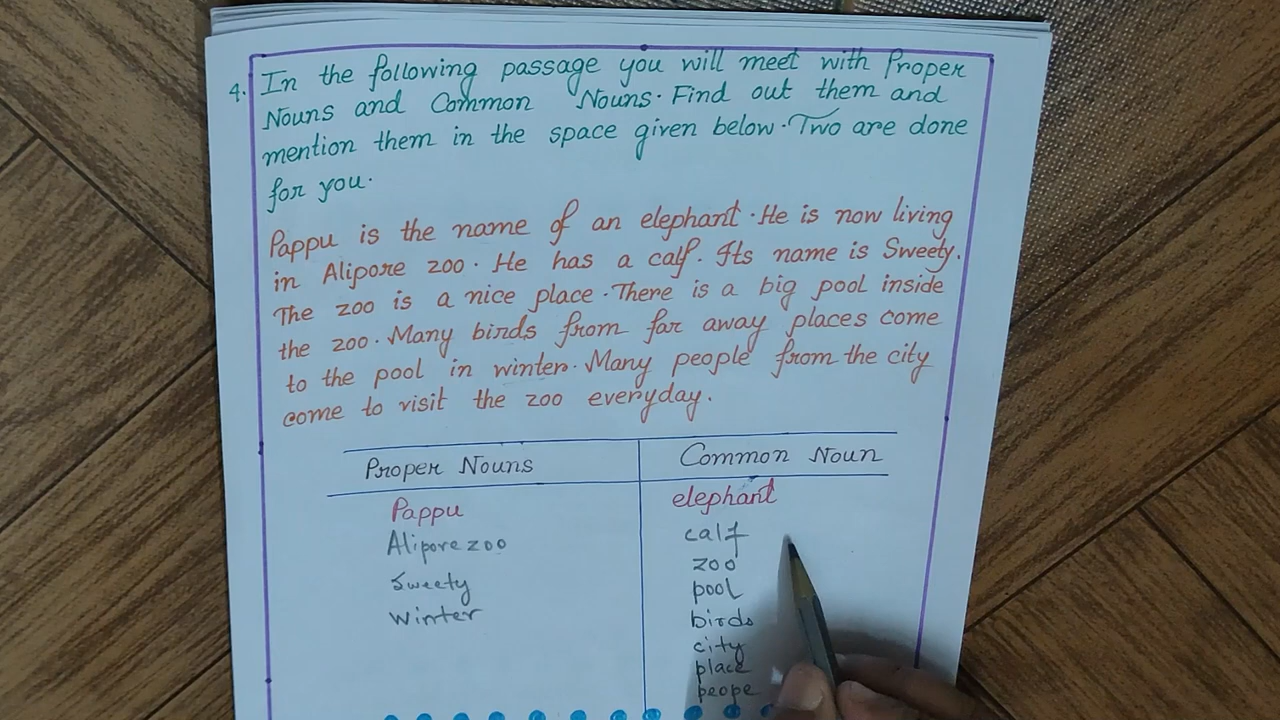 4. In the following passage you will meet with Proper
Nouns and Common Nouns. Find out them and
mention them in the space given below. Two are done
for you.
Pappu is the name of an elephant. He is now living
in Alipore zoo. He has a calf. Its name is Sweety.
The zoo is a nice place. There is a big pool inside
the zoo. Many birds from far away places come
to the pool in winter. Many people from the city
come to visit the zoo everyday.
Proper Nouns Common Noun
Pappu elephant
Alipore zoo calf
Sweety zoo
Winter pool
birds
city
place
peope